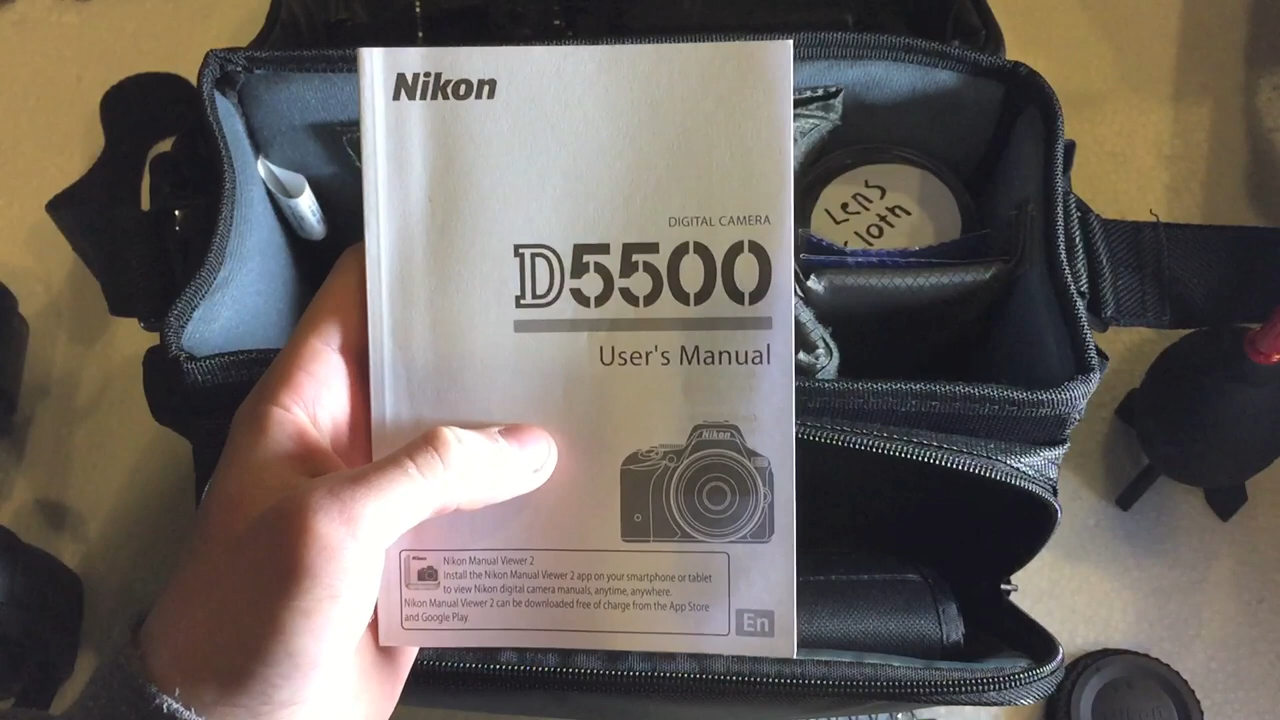 Nikon
DIGITAL CAMERA
D5500
User's Manual
Nikon
Nikon
Nikon Manual Viewer 2
Install the Nikon Manual Viewer 2 app on your smartphone or tablet
to view Nikon digital camera manuals, anytime, anywhere.
Nikon Manual Viewer 2 can be downloaded free of charge from the App Store
and Google Play.
En
Lens
Cloth